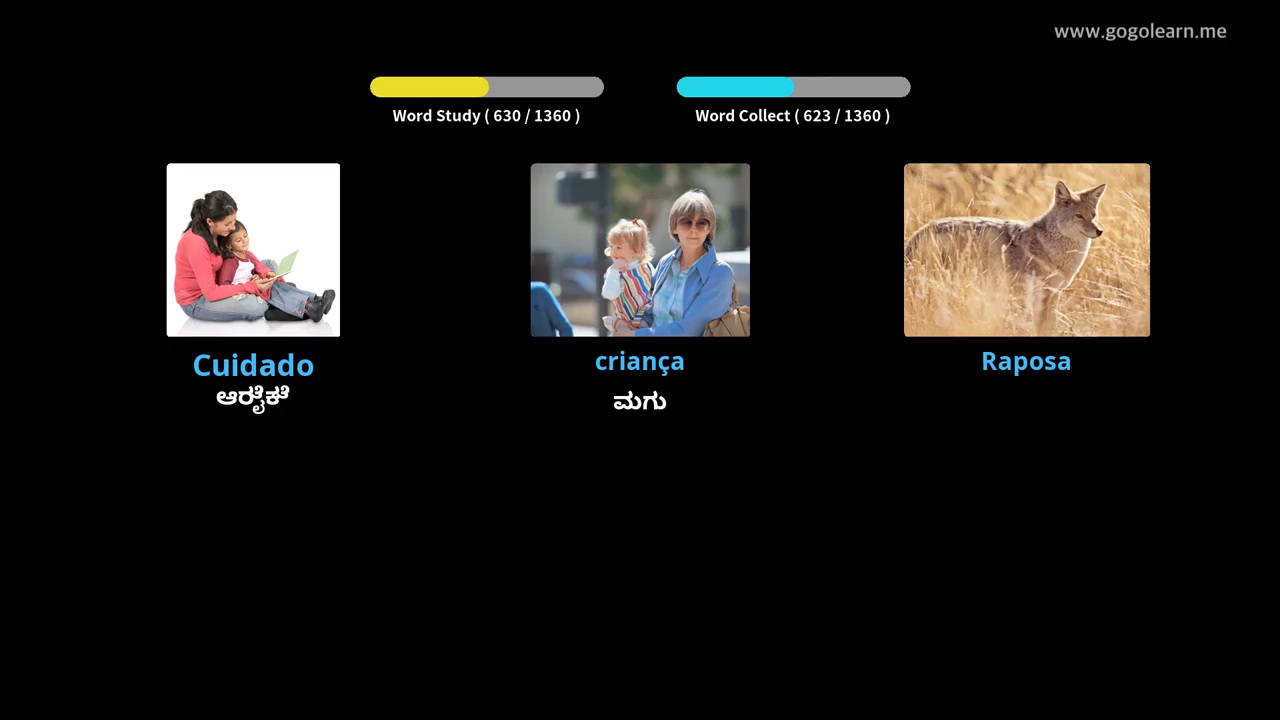 www.gogolearn.me
Word Study ( 630 / 1360 )
Word Collect ( 623 / 1360 )
Cuidado
ಆರೈಕೆ
criança
ಮಗು
Raposa